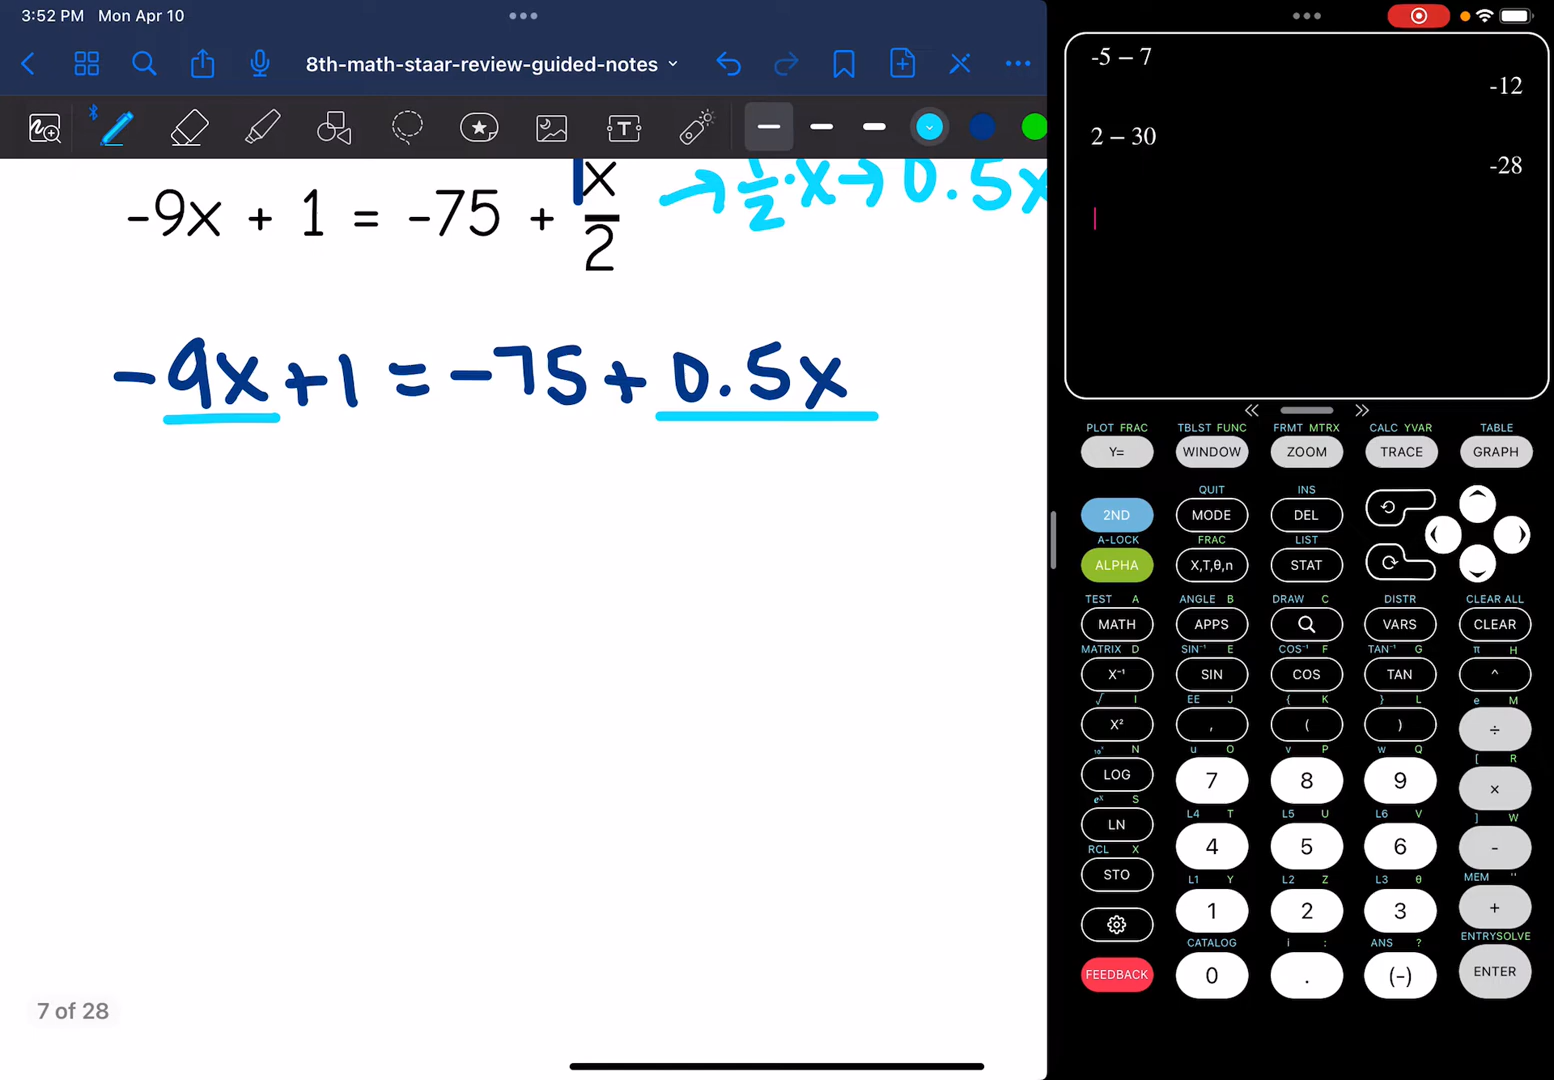 3:52 PM Mon Apr 10
8th-math-staar-review-guided-notes
-9x + 1 = -75 + 1x/2 → 1/2 · x → 0.5x
-9x + 1 = -75 + 0.5x
7 of 28
-5 – 7
-12
2 – 30
-28
PLOT FRAC TBLST FUNC FRMT MTRX CALC YVAR TABLE
Y= WINDOW ZOOM TRACE GRAPH
QUIT INS
2ND MODE DEL
A-LOCK FRAC LIST
ALPHA X,T,θ,n STAT
TEST A ANGLE B DRAW C DISTR CLEAR ALL
MATH APPS VARS CLEAR
MATRIX D SIN⁻¹ E COS⁻¹ F TAN⁻¹ G π H
X⁻¹ SIN COS TAN ^
√ I EE J { K } L e M
X² , ( ) ÷
10ˣ N u O v P w Q [ R
LOG 7 8 9 ×
eˣ S L4 T L5 U L6 V ] W
LN 4 5 6 -
RCL X L1 Y L2 Z L3 θ MEM "
STO 1 2 3 +
CATALOG i : ANS ? ENTRY SOLVE
FEEDBACK 0 . (-) ENTER